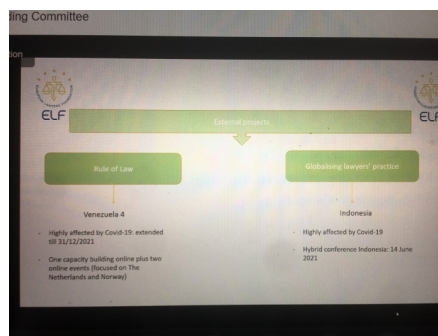 ding Committee
tion
ELF
ELF
External projects
Rule of Law
Globalising lawyers' practice
Venezuela 4
Indonesia
- Highly affected by Covid-19: extended
till 31/12/2021
- One capacity building online plus two
online events (focused on The
Netherlands and Norway)
- Highly affected by Covid-19
- Hybrid conference Indonesia: 14 June
2021